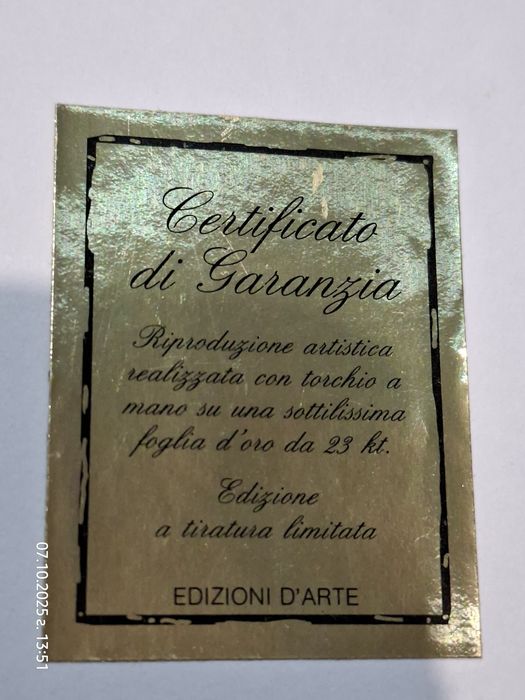 Certificato
di Garanzia
Riproduzione artistica
realizzata con torchio a
mano su una sottilissima
foglia d'oro da 23 kt.
Edizione
a tiratura limitata
EDIZIONI D'ARTE
07.10.2025г. 13:51